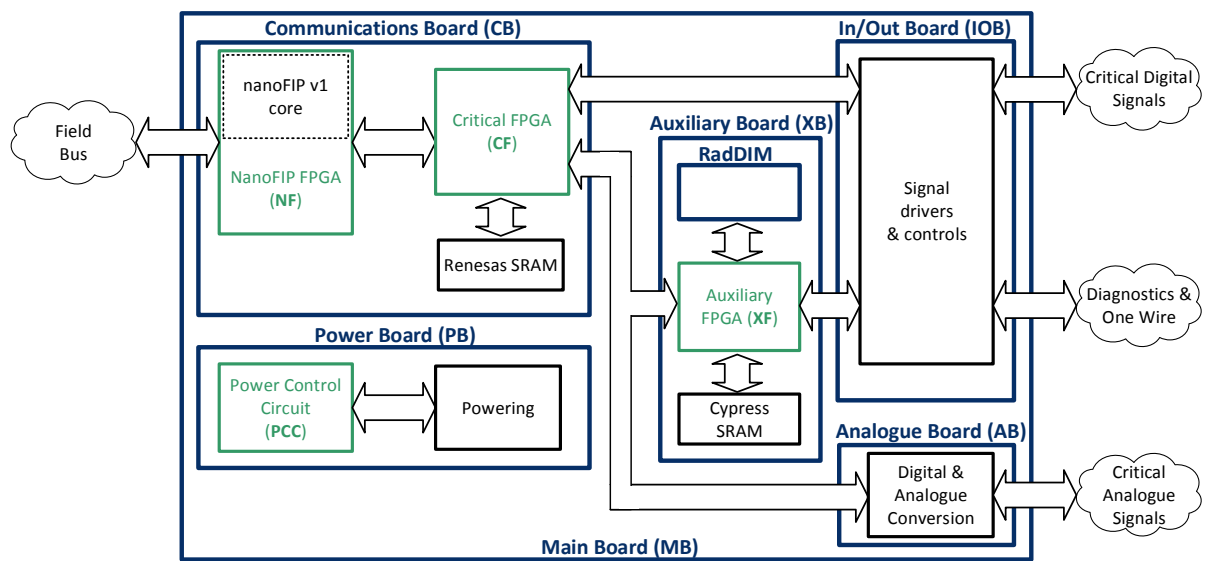 Communications Board (CB)
nanoFIP v1
core
NanoFIP FPGA
(NF)
Critical FPGA
(CF)
Renesas SRAM
Field
Bus
Power Board (PB)
Power Control
Circuit
(PCC)
Powering
Auxiliary Board (XB)
RadDIM
Auxiliary
FPGA (XF)
Cypress
SRAM
In/Out Board (IOB)
Signal
drivers
& controls
Critical Digital
Signals
Diagnostics &
One Wire
Analogue Board (AB)
Digital &
Analogue
Conversion
Critical
Analogue
Signals
Main Board (MB)